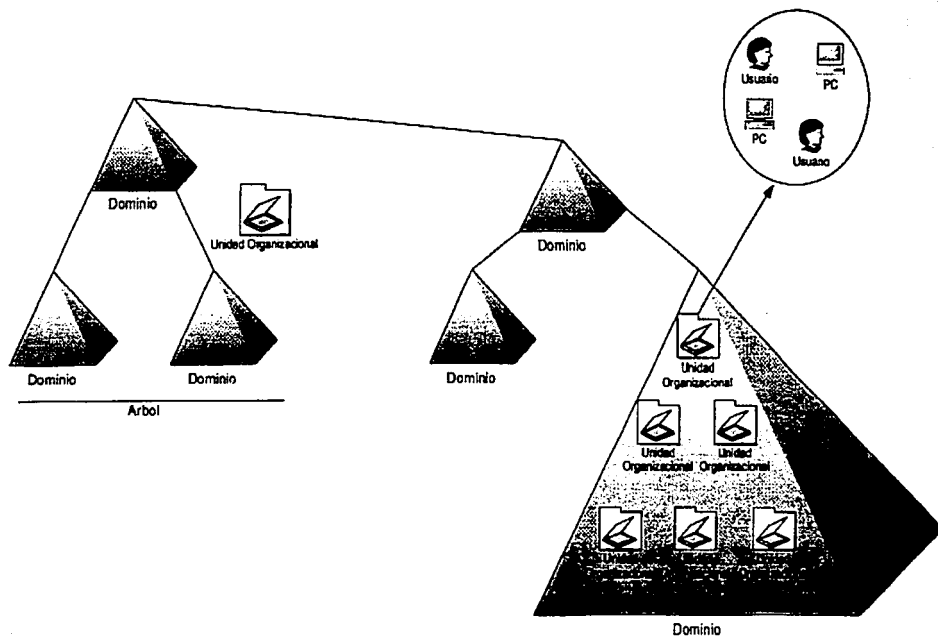 Usuario
PC
PC
Usuario
Dominio
Unidad Organizacional
Dominio
Dominio
Dominio
Arbol
Dominio
Unidad
Organizacional
Unidad
Organizacional
Unidad
Organizacional
Dominio